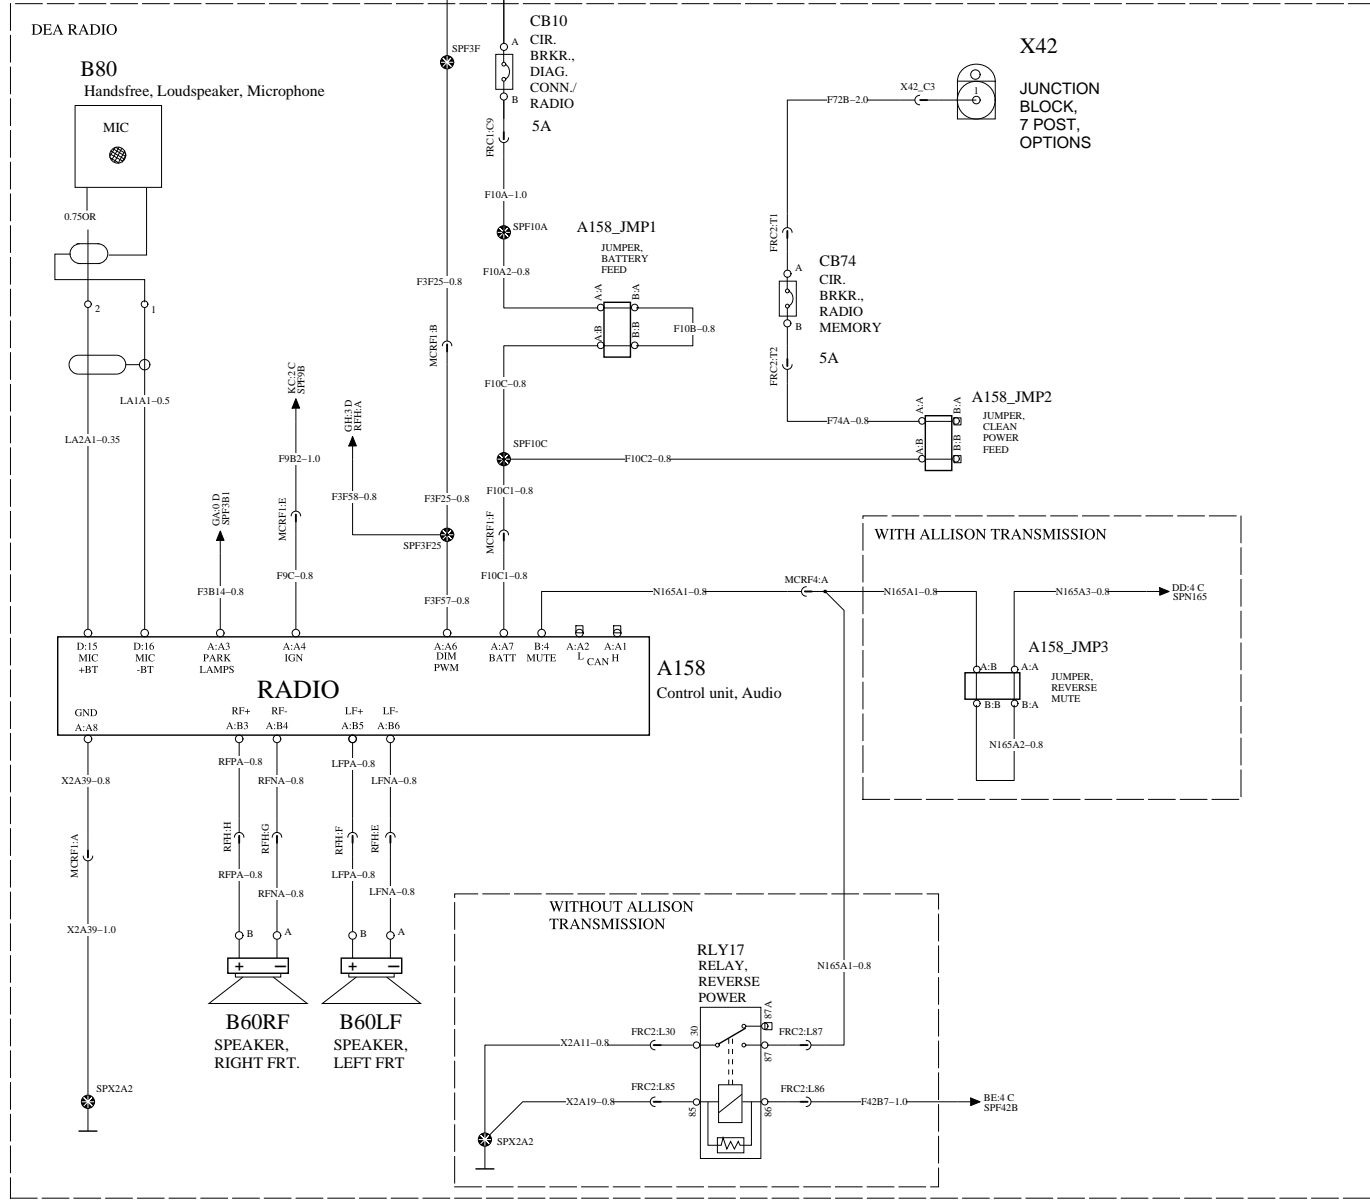 DEA RADIO
B80
Handsfree, Loudspeaker, Microphone
MIC
0.75OR
2
1
LA1A1-0.5
LA2A1-0.35
SPF3F
CB10
CIR.
BRKR.,
DIAG.
CONN./
RADIO
5A
A
B
FRC1:C9
F10A-1.0
SPF10A
F10A2-0.8
A158_JMP1
JUMPER,
BATTERY
FEED
A:A
B:A
A:B
B:B
F10B-0.8
F3F25-0.8
MCRF1:B
F10C-0.8
SPF10C
F10C2-0.8
F10C1-0.8
MCRF1:F
F10C1-0.8
X42
JUNCTION
BLOCK,
7 POST,
OPTIONS
X42_C3
1
F72B-2.0
FRC2:T1
CB74
CIR.
BRKR.,
RADIO
MEMORY
5A
A
B
FRC2:T2
F74A-0.8
A158_JMP2
JUMPER,
CLEAN
POWER
FEED
A:A
B:A
A:B
B:B
KC:2 C
SPF9B
F9B2-1.0
MCRF1:E
F9C-0.8
GH:3 D
RFH:A
F3F58-0.8
F3F25-0.8
SPF3F25
F3F57-0.8
GA:0 D
SPF3B1
F3B14-0.8
N165A1-0.8
MCRF4:A
WITH ALLISON TRANSMISSION
N165A1-0.8
N165A3-0.8
DD:4 C
SPN165
A158_JMP3
JUMPER,
REVERSE
MUTE
A:B
A:A
B:B
B:A
N165A2-0.8
D:15
MIC
+BT
D:16
MIC
-BT
A:A3
PARK
LAMPS
A:A4
IGN
A:A6
DIM
PWM
A:A7
BATT
B:4
MUTE
A:A2
L
CAN
A:A1
H
RADIO
A158
Control unit, Audio
GND
A:A8
RF+
A:B3
RF-
A:B4
LF+
A:B5
LF-
A:B6
X2A39-0.8
MCRF1:A
X2A39-1.0
SPX2A2
RFPA-0.8
RFNA-0.8
LFPA-0.8
LFNA-0.8
RFH:H
RFH:G
RFH:F
RFH:E
RFPA-0.8
RFNA-0.8
LFPA-0.8
LFNA-0.8
B
A
B
A
+
-
+
-
B60RF
SPEAKER,
RIGHT FRT.
B60LF
SPEAKER,
LEFT FRT
WITHOUT ALLISON
TRANSMISSION
RLY17
RELAY,
REVERSE
POWER
N165A1-0.8
X2A11-0.8
FRC2:L30
30
87A
87
FRC2:L87
X2A19-0.8
FRC2:L85
85
86
FRC2:L86
F42B7-1.0
BE:4 C
SPF42B
SPX2A2